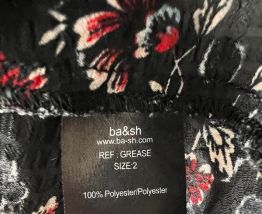 ba&sh
www.ba-sh.com
REF : GREASE
SIZE:2
100% Polyester/Polyester